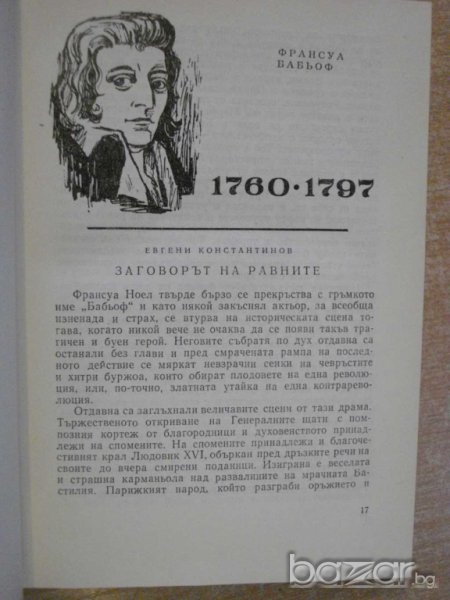 ФРАНСУА
БАБЬОФ
1760·1797
ЕВГЕНИ КОНСТАНТИНОВ
ЗАГОВОРЪТ НА РАВНИТЕ
Франсуа Ноел твърде бързо се прекръства с гръмкото
име „Бабьоф“ и като някой закъснял актьор, за всеобща
изненада и страх, се втурва на историческата сцена то-
гава, когато никой вече не очаква да се появи такъв тра-
гичен и буен герой. Неговите събратя по дух отдавна са
останали без глави и пред смрачената рампа на послед-
ното действие се мяркат невзрачни сенки на чевръстите
и хитри буржоа, които обират плодовете на една револю-
ция, или, по-точно, златната утайка на една контрарево-
люция.
Отдавна са заглъхнали величавите сцени от тази драма.
Тържественото откриване на Генералните щати с пом-
позния кортеж от благородници и духовенството принад-
лежи на спомените. На спомените принадлежи и благоче-
стивият крал Людовик XVI, объркан пред дръзките речи на
своите до вчера смирени поданици. Изиграна е веселата
и страшна карманьола над развалините на мрачната Ба-
стилия. Парижкият народ, който разграби оръжието в
17
bazar.bg